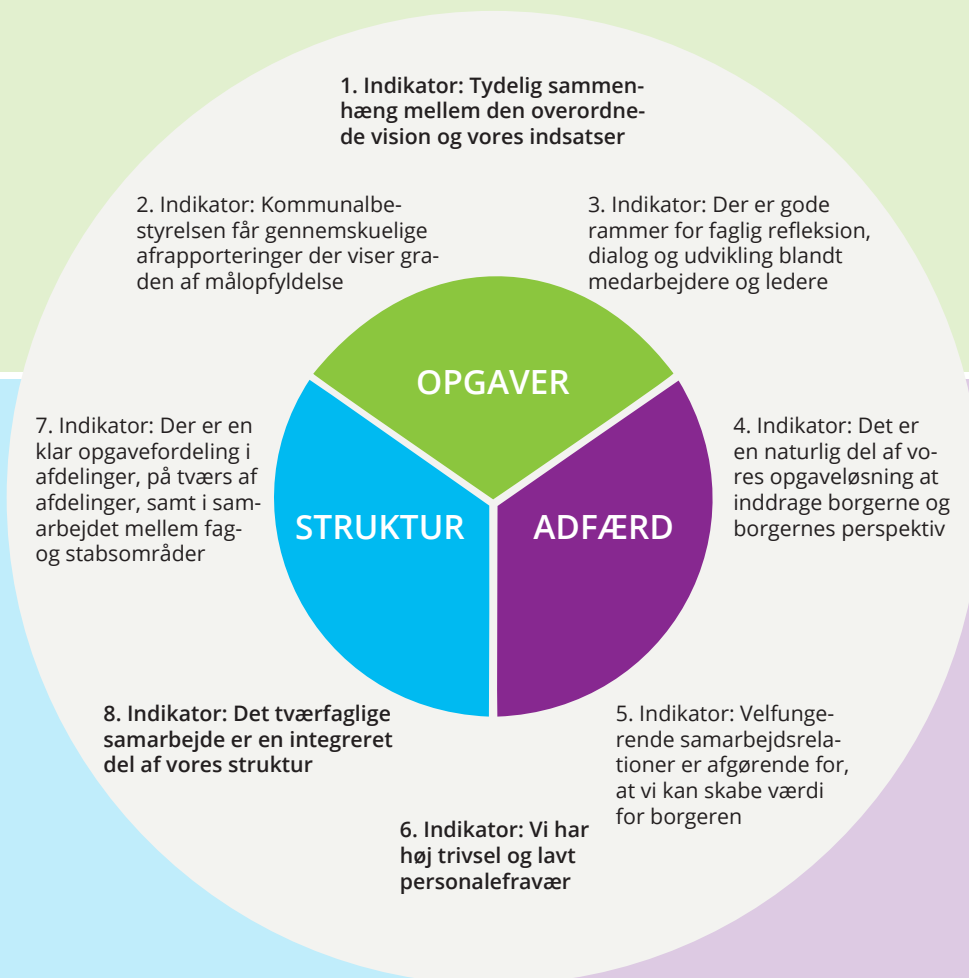 1. Indikator: Tydelig sammen-
hæng mellem den overordne-
de vision og vores indsatser
2. Indikator: Kommunalbe-
styrelsen får gennemskuelige
afrapporteringer der viser gra-
den af målopfyldelse
3. Indikator: Der er gode
rammer for faglig refleksion,
dialog og udvikling blandt
medarbejdere og ledere
OPGAVER
7. Indikator: Der er en
klar opgavefordeling i
afdelinger, på tværs af
afdelinger, samt i sam-
arbejdet mellem fag-
og stabsområder
STRUKTUR
ADFÆRD
4. Indikator: Det er
en naturlig del af vo-
res opgaveløsning at
inddrage borgerne og
borgernes perspektiv
8. Indikator: Det tværfaglige
samarbejde er en integreret
del af vores struktur
5. Indikator: Velfunge-
rende samarbejdsrela-
tioner er afgørende for,
at vi kan skabe værdi
for borgeren
6. Indikator: Vi har
høj trivsel og lavt
personalefravær